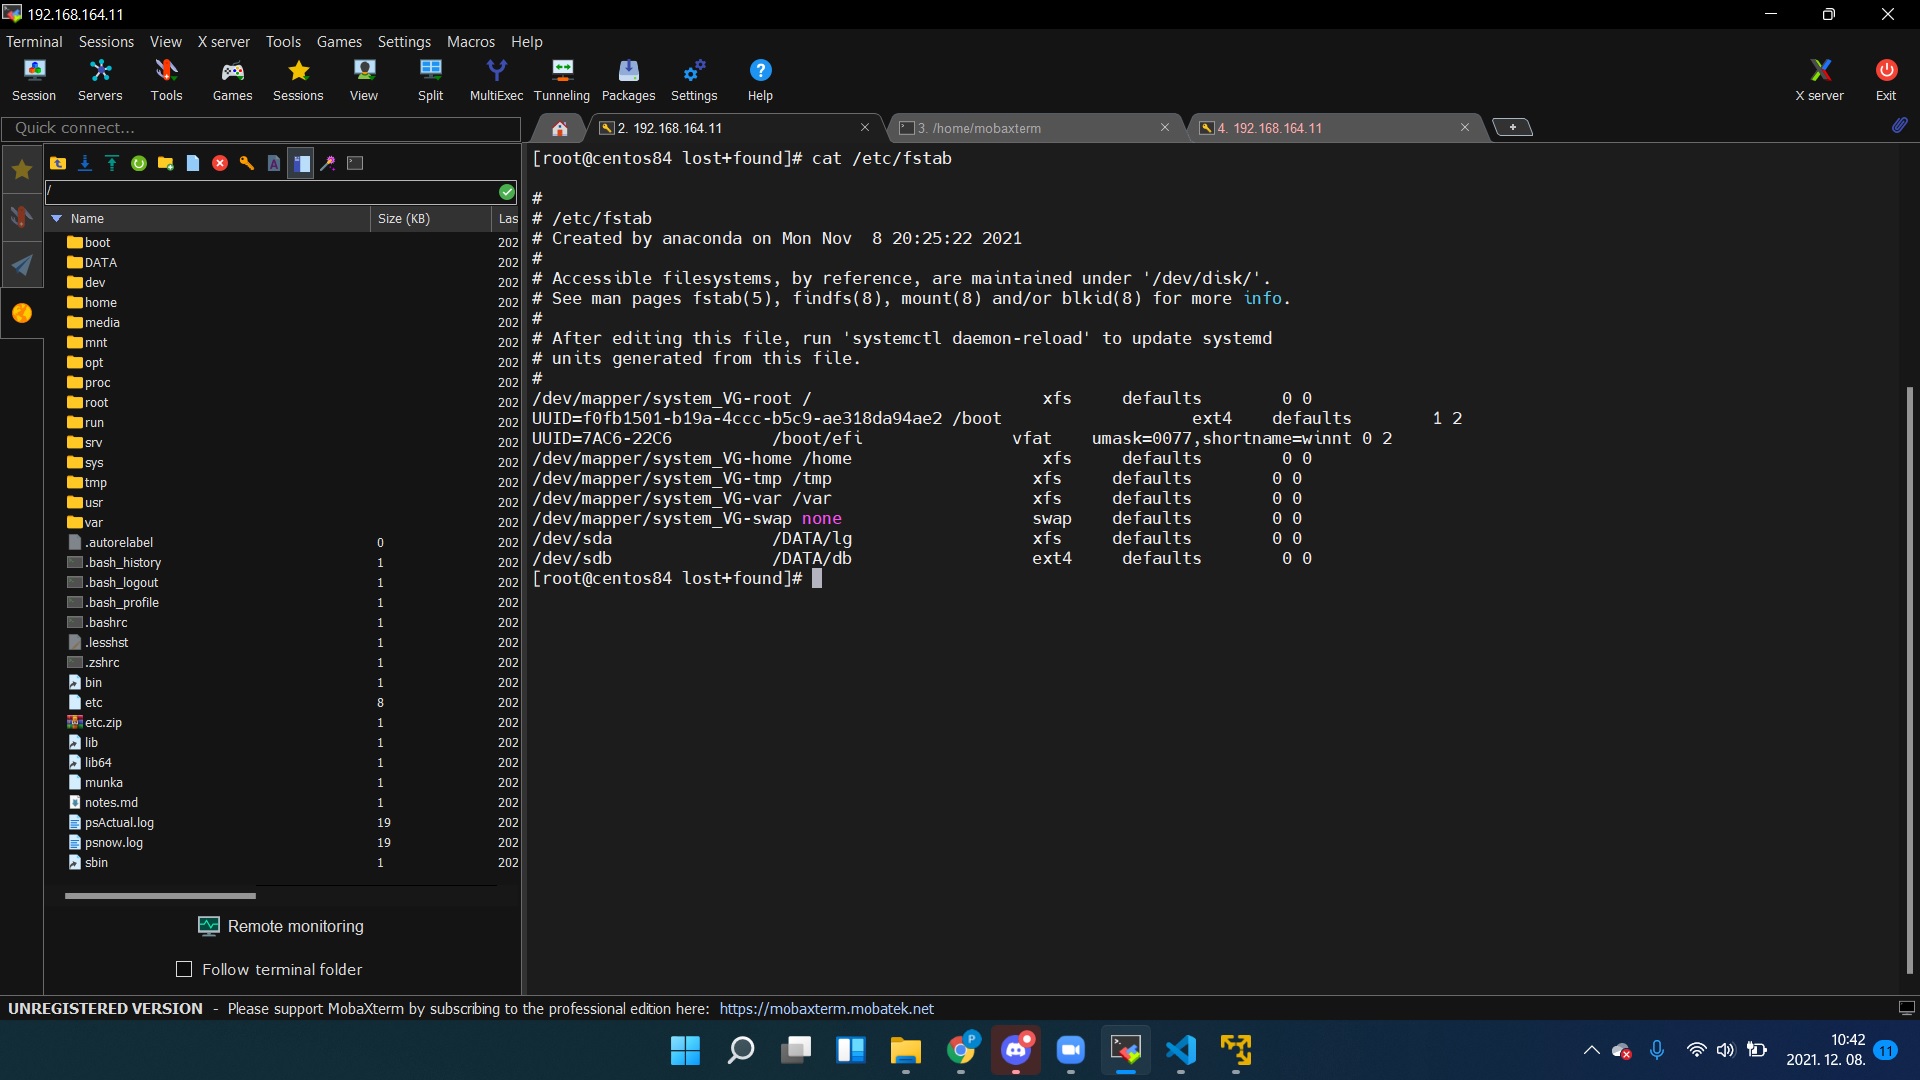 192.168.164.11
Terminal Sessions View X server Tools Games Settings Macros Help
Session Servers Tools Games Sessions View Split MultiExec Tunneling Packages Settings Help X server Exit
Quick connect...
2. 192.168.164.11
3. /home/mobaxterm
4. 192.168.164.11
/
Name Size (KB) Las
boot 202
DATA 202
dev 202
home 202
media 202
mnt 202
opt 202
proc 202
root 202
run 202
srv 202
sys 202
tmp 202
usr 202
var 202
.autorelabel 0 202
.bash_history 1 202
.bash_logout 1 202
.bash_profile 1 202
.bashrc 1 202
.lesshst 1 202
.zshrc 1 202
bin 1 202
etc 8 202
etc.zip 1 202
lib 1 202
lib64 1 202
munka 1 202
notes.md 1 202
psActual.log 19 202
psnow.log 19 202
sbin 1 202
Remote monitoring
Follow terminal folder
[root@centos84 lost+found]# cat /etc/fstab
#
# /etc/fstab
# Created by anaconda on Mon Nov  8 20:25:22 2021
#
# Accessible filesystems, by reference, are maintained under '/dev/disk/'.
# See man pages fstab(5), findfs(8), mount(8) and/or blkid(8) for more info.
#
# After editing this file, run 'systemctl daemon-reload' to update systemd
# units generated from this file.
#
/dev/mapper/system_VG-root / xfs defaults 0 0
UUID=f0fb1501-b19a-4ccc-b5c9-ae318da94ae2 /boot ext4 defaults 1 2
UUID=7AC6-22C6 /boot/efi vfat umask=0077,shortname=winnt 0 2
/dev/mapper/system_VG-home /home xfs defaults 0 0
/dev/mapper/system_VG-tmp /tmp xfs defaults 0 0
/dev/mapper/system_VG-var /var xfs defaults 0 0
/dev/mapper/system_VG-swap none swap defaults 0 0
/dev/sda /DATA/lg xfs defaults 0 0
/dev/sdb /DATA/db ext4 defaults 0 0
[root@centos84 lost+found]#
UNREGISTERED VERSION - Please support MobaXterm by subscribing to the professional edition here: https://mobaxterm.mobatek.net
P
10:42
2021. 12. 08.
11